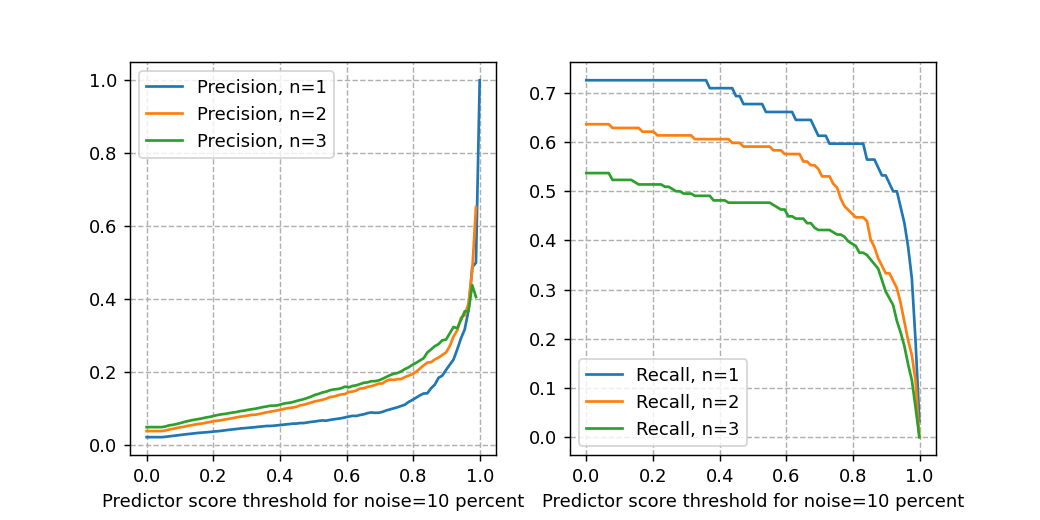 1.0
0.8
0.6
0.4
0.2
0.0
Precision, n=1
Precision, n=2
Precision, n=3
0.0 0.2 0.4 0.6 0.8 1.0
Predictor score threshold for noise=10 percent
0.7
0.6
0.5
0.4
0.3
0.2
0.1
0.0
Recall, n=1
Recall, n=2
Recall, n=3
0.0 0.2 0.4 0.6 0.8 1.0
Predictor score threshold for noise=10 percent